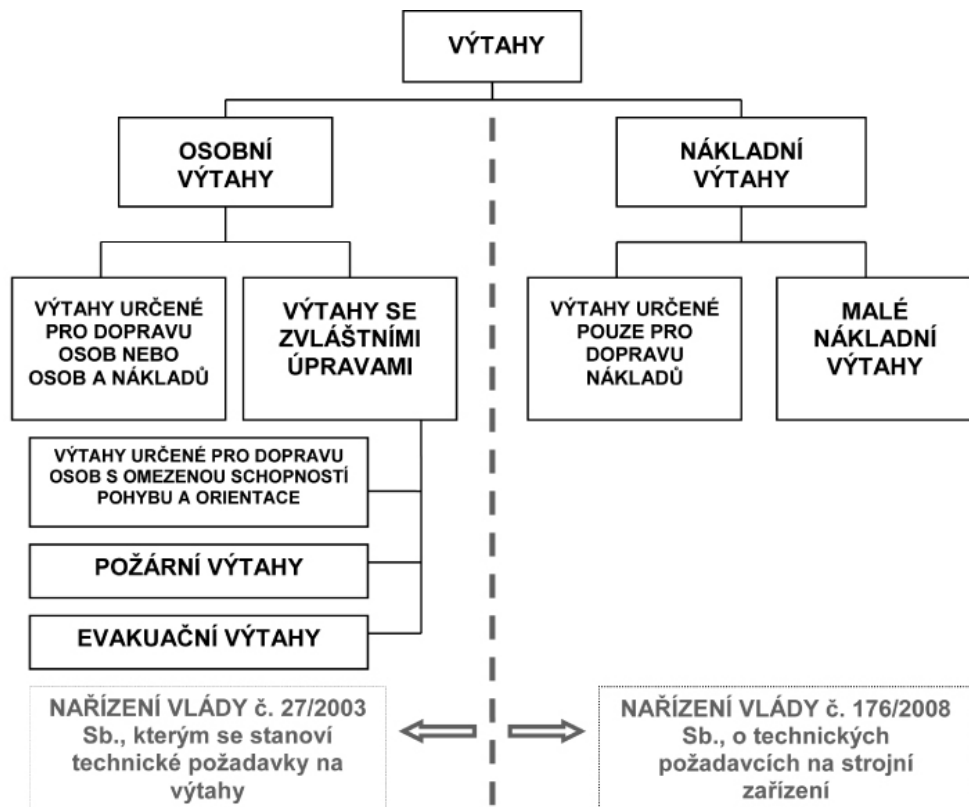 VÝTAHY
OSOBNÍ
VÝTAHY
NÁKLADNÍ
VÝTAHY
VÝTAHY URČENÉ
PRO DOPRAVU
OSOB NEBO
OSOB A NÁKLADŮ
VÝTAHY SE
ZVLÁŠTNÍMI
ÚPRAVAMI
VÝTAHY URČENÉ
POUZE PRO
DOPRAVU
NÁKLADŮ
MALÉ
NÁKLADNÍ
VÝTAHY
VÝTAHY URČENÉ PRO DOPRAVU
OSOB S OMEZENOU SCHOPNOSTÍ
POHYBU A ORIENTACE
POŽÁRNÍ VÝTAHY
EVAKUAČNÍ VÝTAHY
NAŘÍZENÍ VLÁDY č. 27/2003
Sb., kterým se stanoví
technické požadavky na
výtahy
NAŘÍZENÍ VLÁDY č. 176/2008
Sb., o technických
požadavcích na strojní
zařízení